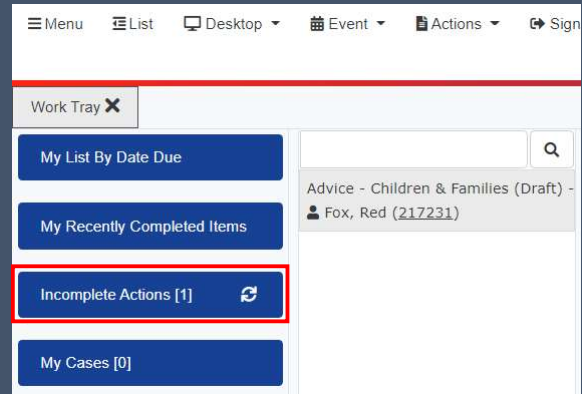 Menu List Desktop Event Actions Sign
Work Tray
My List By Date Due
My Recently Completed Items
Incomplete Actions [1]
My Cases [0]
Advice - Children & Families (Draft) -
Fox, Red (217231)